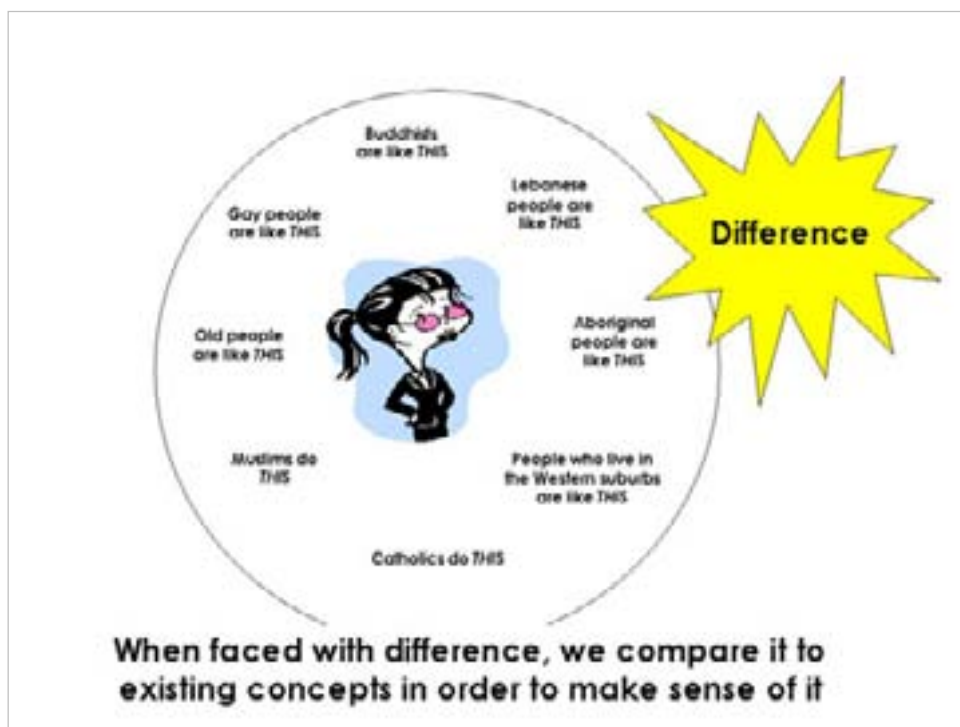 Buddhists
are like THIS
Lebanese
people are
like THIS
Gay people
are like THIS
Difference
Aboriginal
people are
like THIS
Old people
are like THIS
Muslims do
THIS
People who live in
the Western suburbs
are like THIS
Catholics do THIS
When faced with difference, we compare it to
existing concepts in order to make sense of it